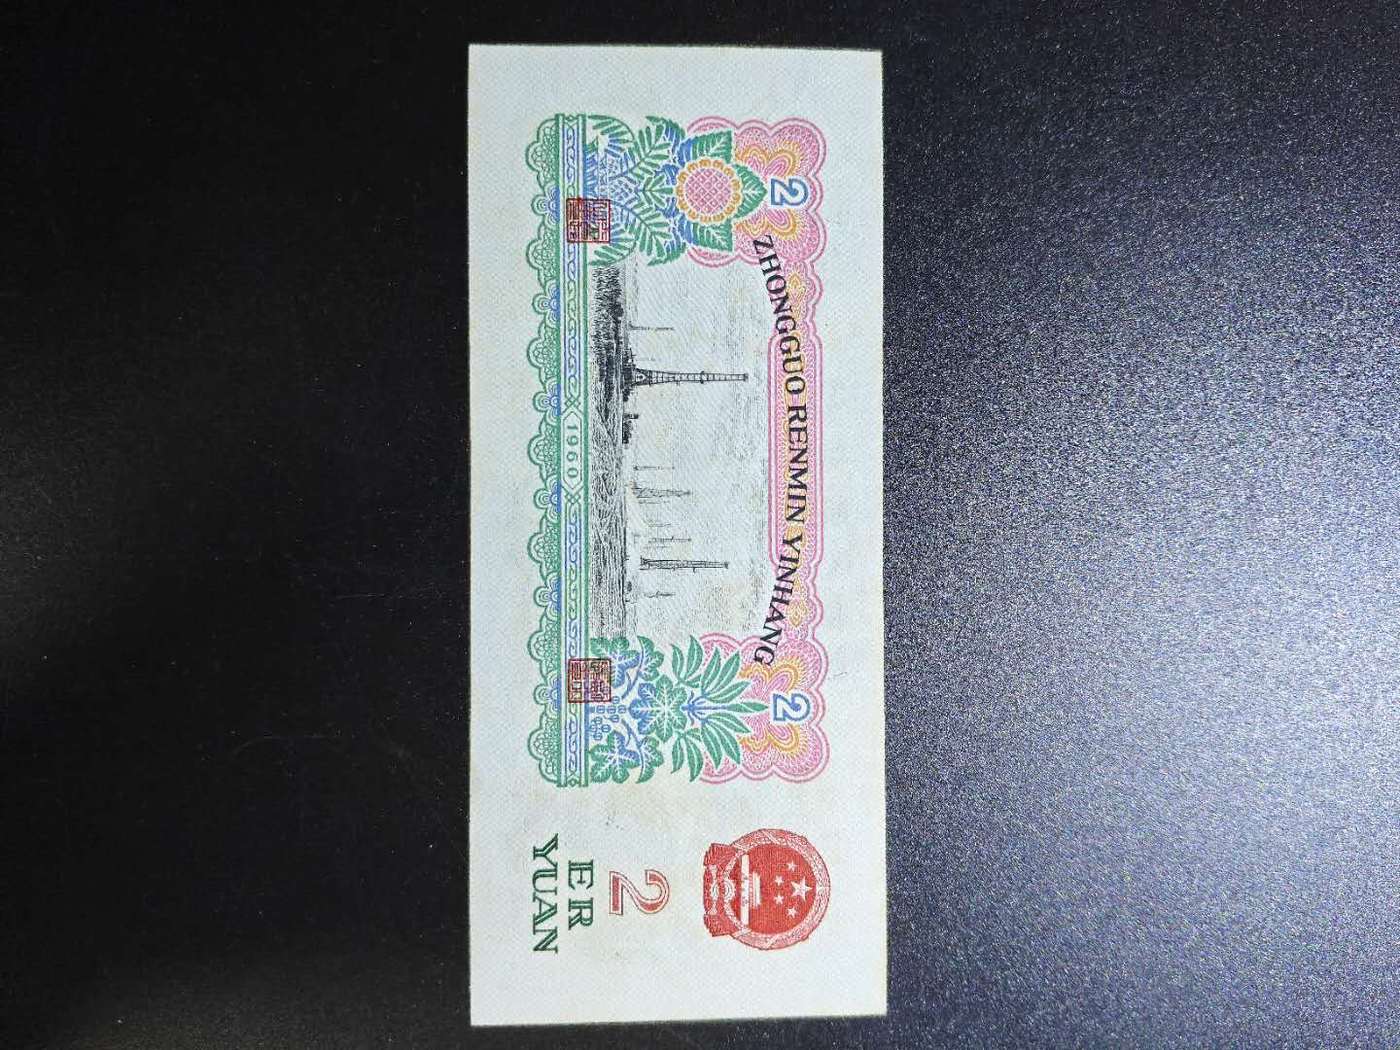 ZHONGGUO RENMIN YINHANG
2
2
2
ER
YUAN
1960